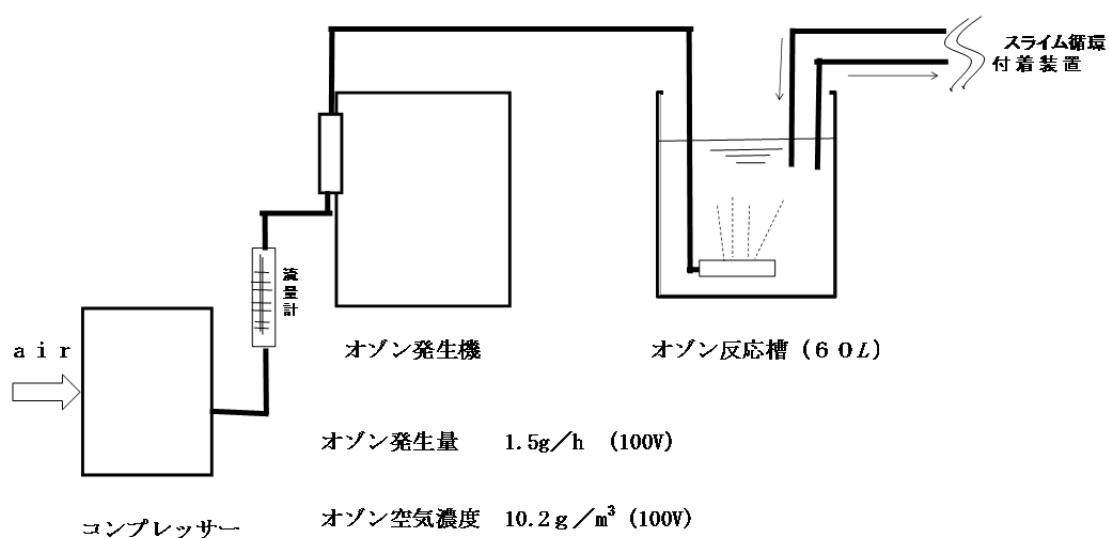 スライム循環
付着装置
流量計
air
オゾン発生機
オゾン反応槽（60L）
オゾン発生量 1.5g／h (100V)
コンプレッサー
オゾン空気濃度 10.2g／m³ (100V)